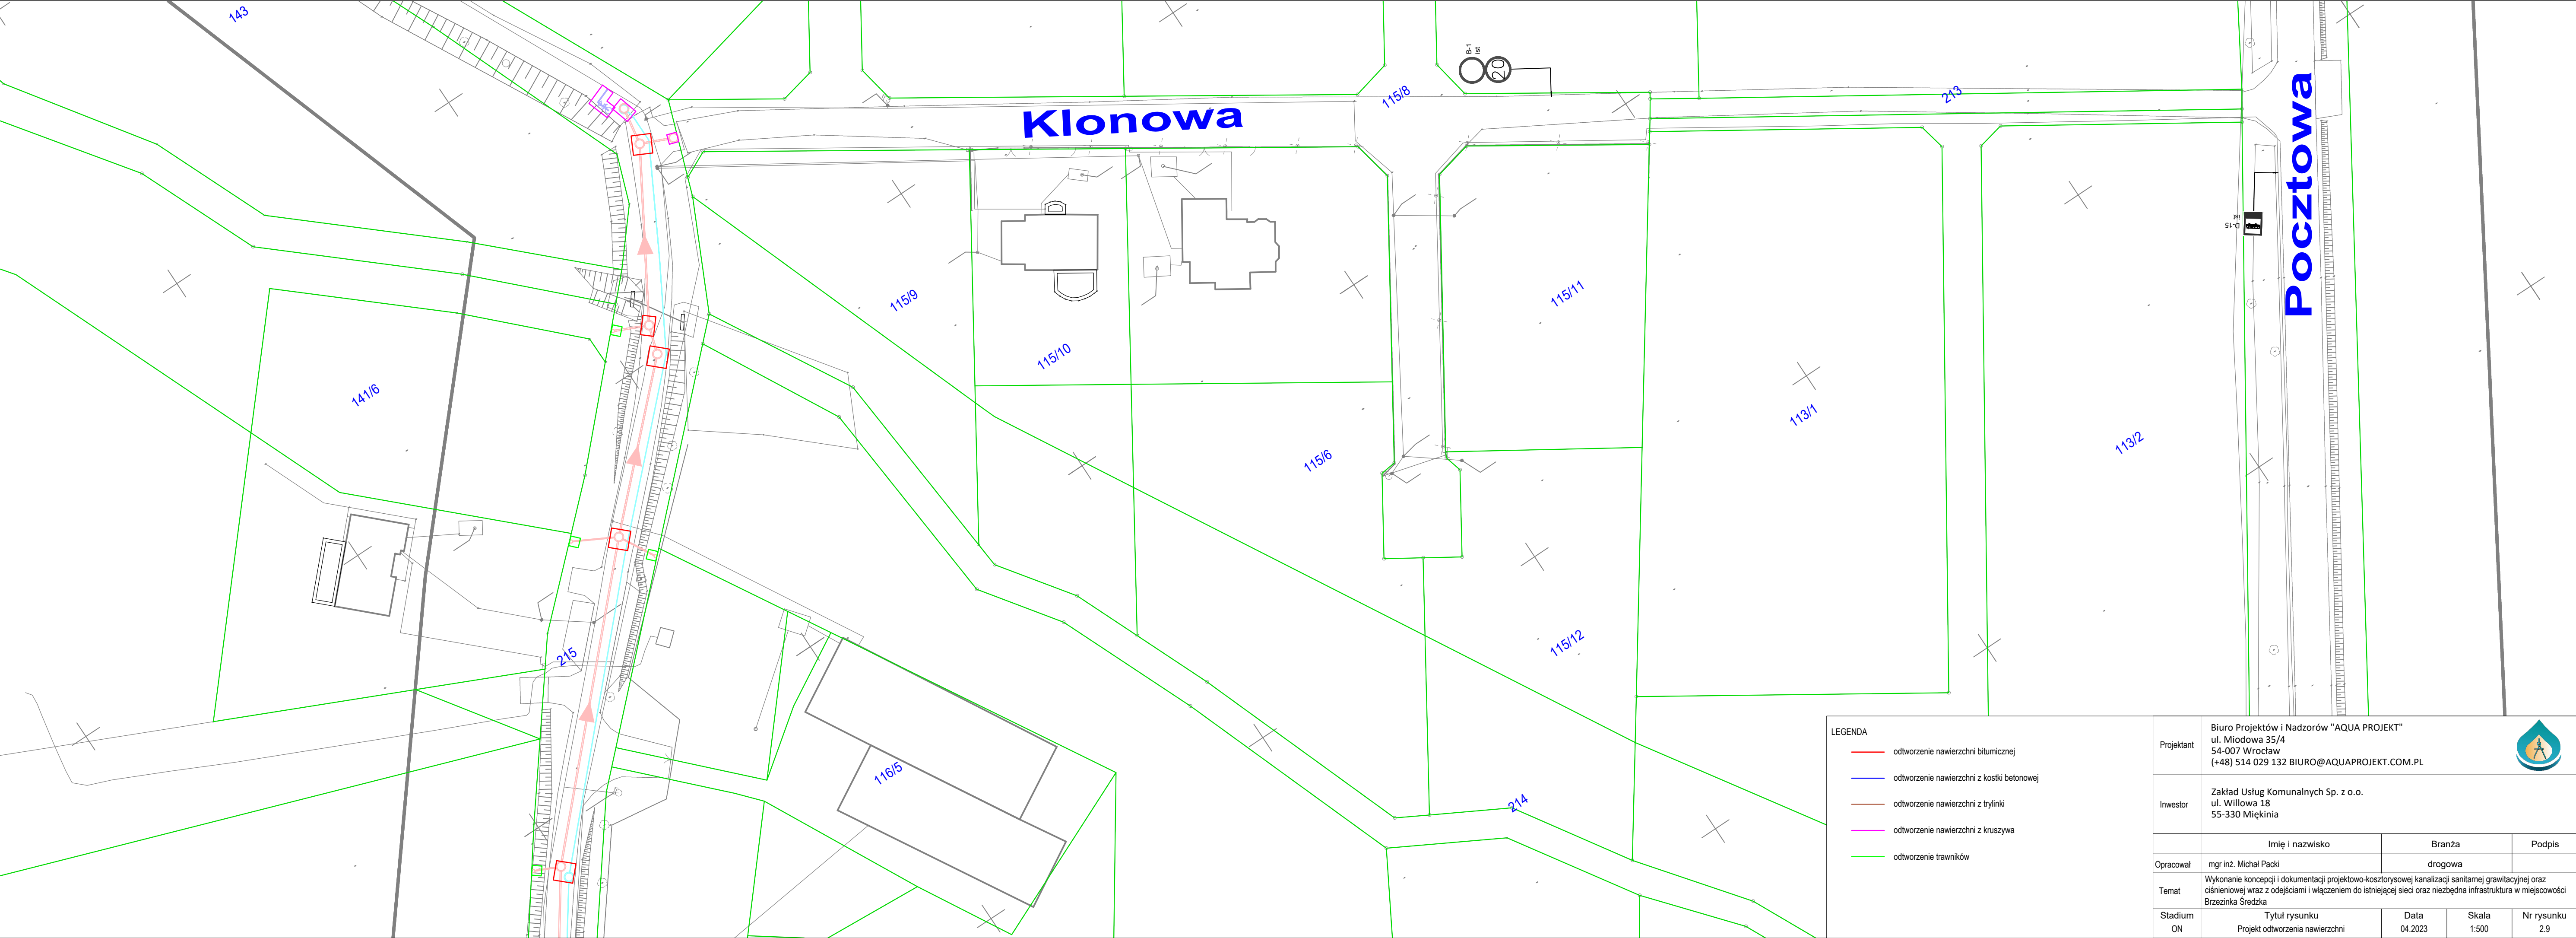 143
Klonowa
115/8
B-1
ist
20
213
Pocztowa
D-15
ist
115/9
115/10
115/11
141/6
115/6
113/1
113/2
215
115/12
116/5
214
LEGENDA
odtworzenie nawierzchni bitumicznej
odtworzenie nawierzchni z kostki betonowej
odtworzenie nawierzchni z trylinki
odtworzenie nawierzchni z kruszywa
odtworzenie trawników
Projektant
Biuro Projektów i Nadzorów "AQUA PROJEKT"
ul. Miodowa 35/4
54-007 Wrocław
(+48) 514 029 132 BIURO@AQUAPROJEKT.COM.PL
Inwestor
Zakład Usług Komunalnych Sp. z o.o.
ul. Willowa 18
55-330 Miękinia
Imię i nazwisko Branża Podpis
Opracował mgr inż. Michał Packi drogowa
Temat
Wykonanie koncepcji i dokumentacji projektowo-kosztorysowej kanalizacji sanitarnej grawitacyjnej oraz
ciśnieniowej wraz z odejściami i włączeniem do istniejącej sieci oraz niezbędna infrastruktura w miejscowości
Brzezinka Średzka
Stadium Tytuł rysunku Data Skala Nr rysunku
ON Projekt odtworzenia nawierzchni 04.2023 1:500 2.9